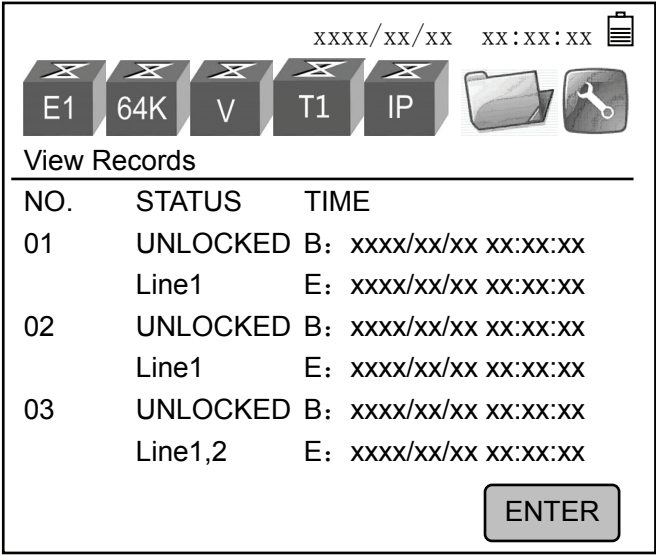 xxxx/xx/xx xx:xx:xx
E1 64K V T1 IP
View Records
NO. STATUS TIME
01 UNLOCKED B：xxxx/xx/xx xx:xx:xx
Line1 E：xxxx/xx/xx xx:xx:xx
02 UNLOCKED B：xxxx/xx/xx xx:xx:xx
Line1 E：xxxx/xx/xx xx:xx:xx
03 UNLOCKED B：xxxx/xx/xx xx:xx:xx
Line1,2 E：xxxx/xx/xx xx:xx:xx
ENTER